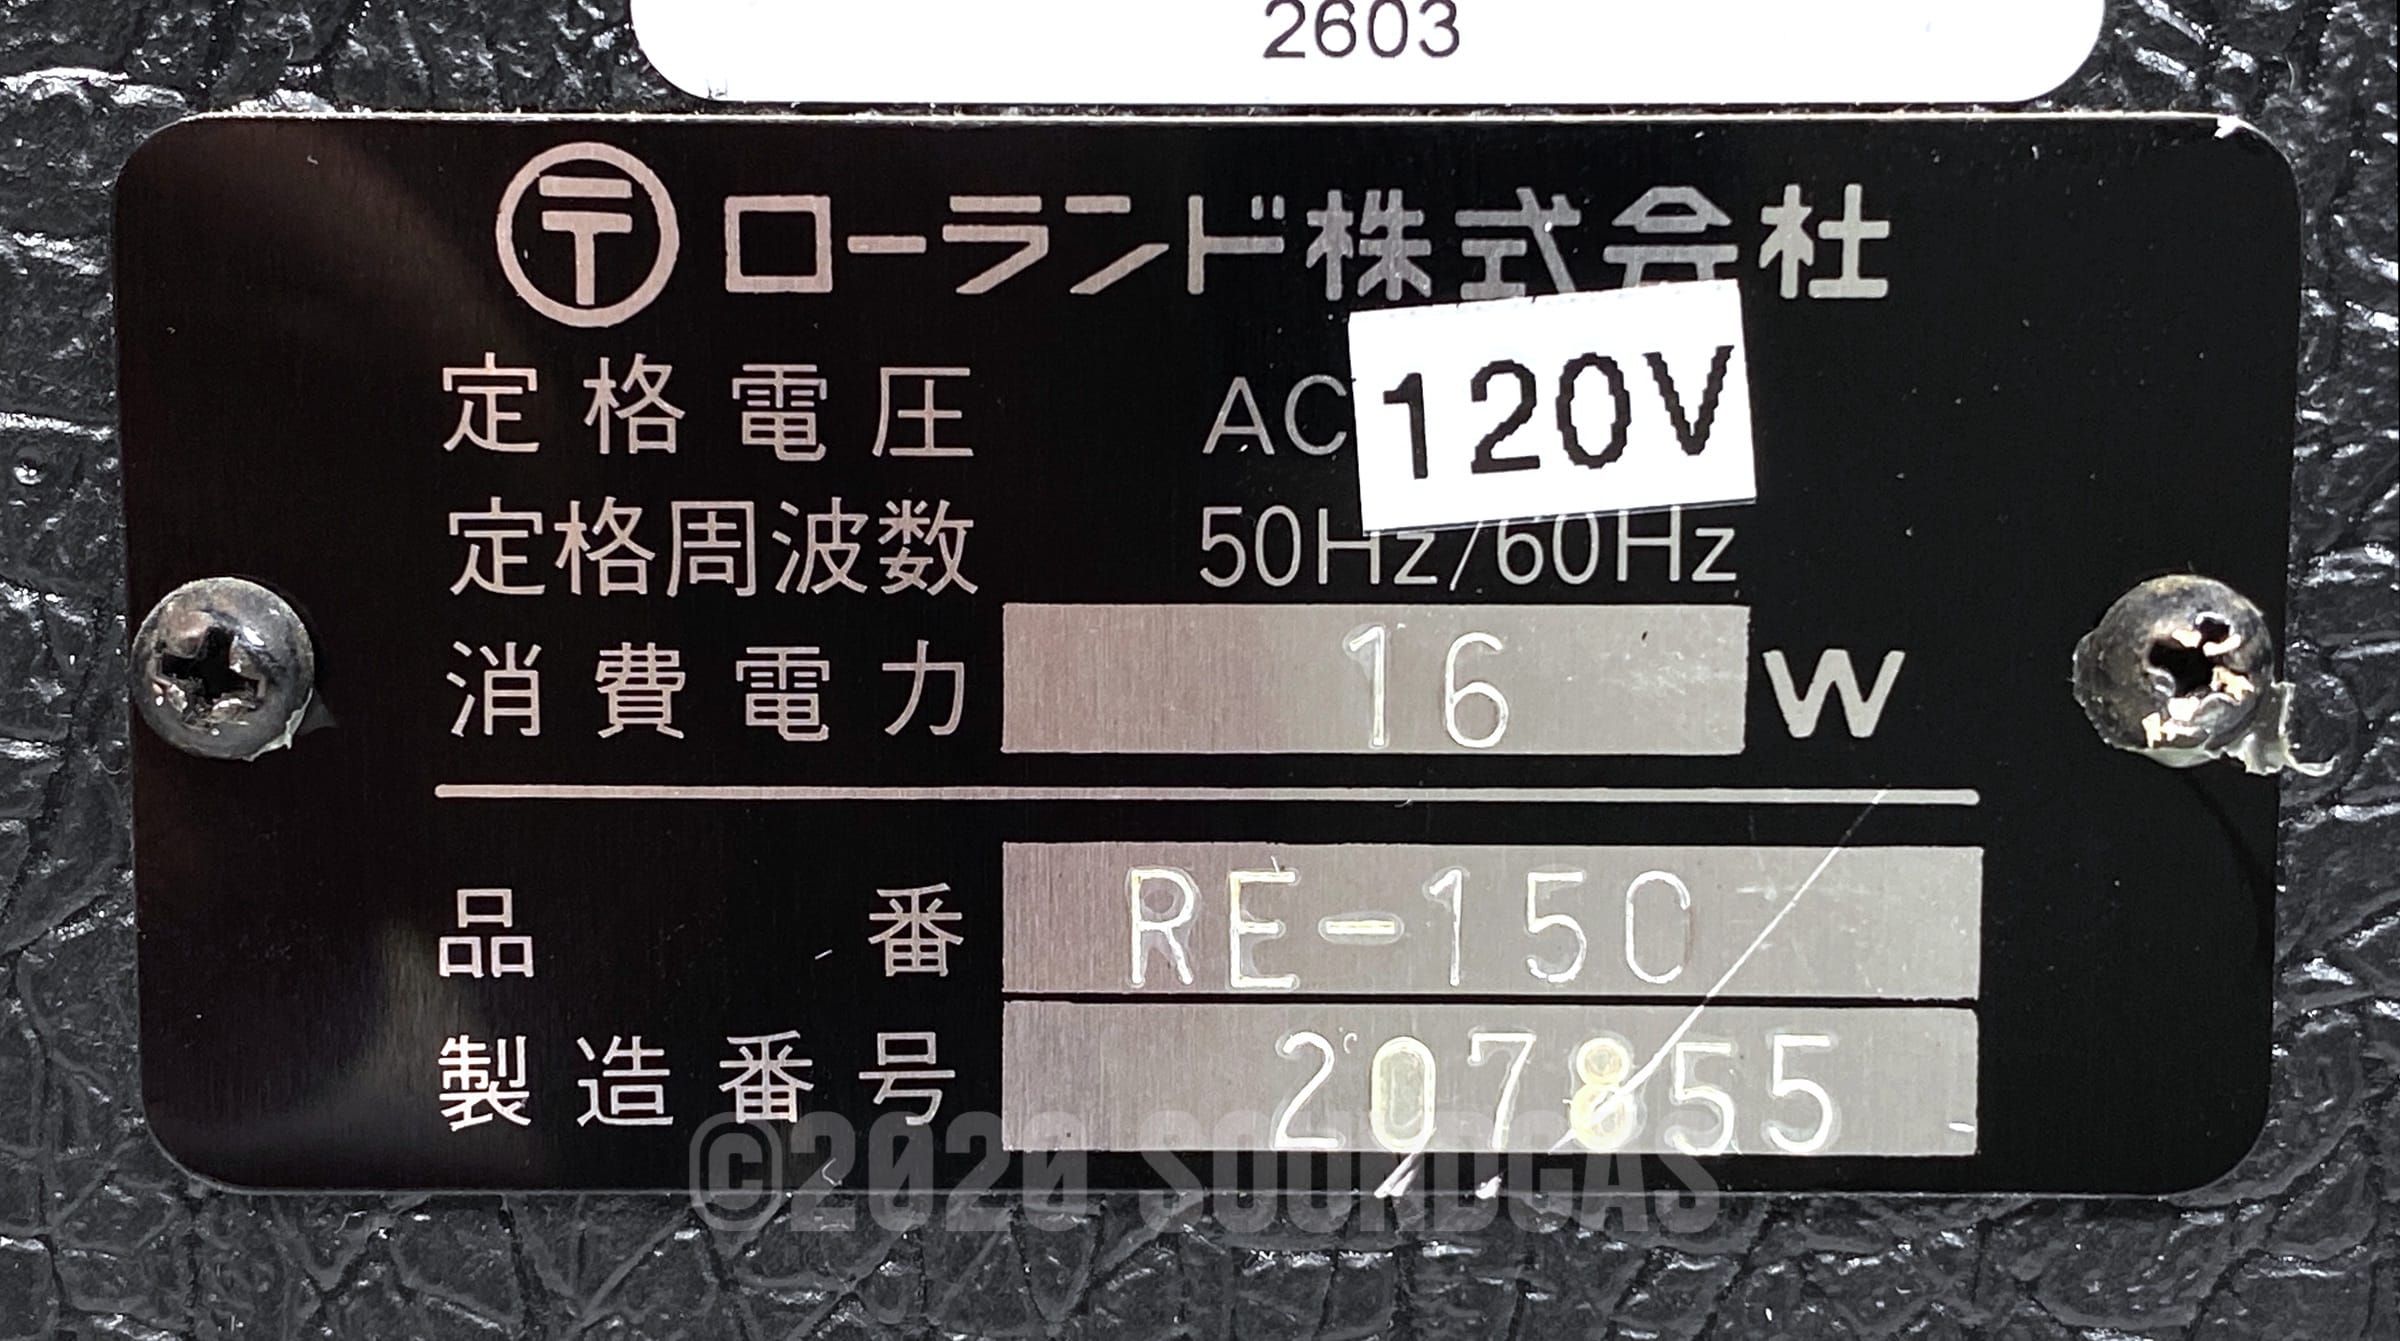 2603
〒 ローランド株式会社
定格電圧 AC 120V
定格周波数 50Hz/60Hz
消費電力 16 W
品番 RE-150
製造番号 207855
©2020 SOUNDGAS